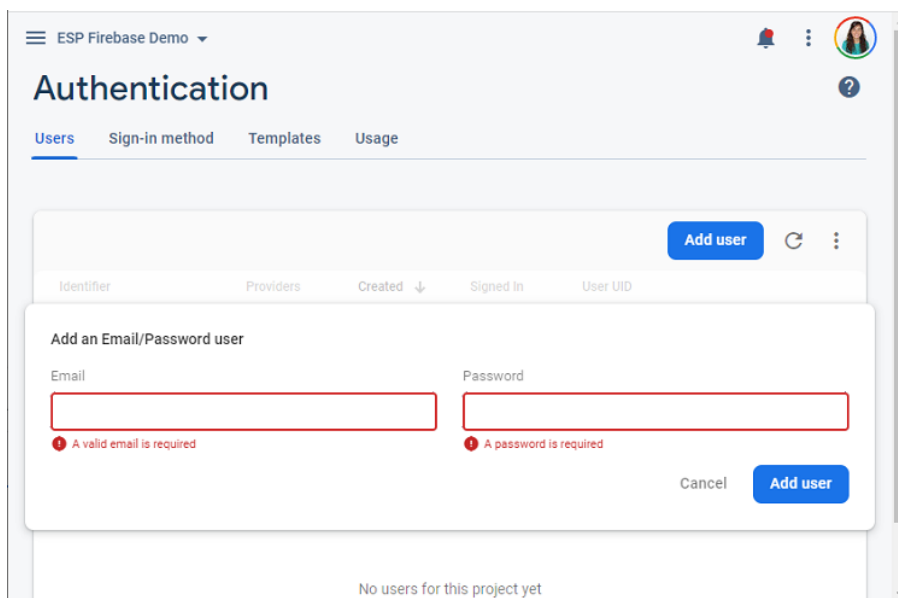 ESP Firebase Demo
Authentication
Users Sign-in method Templates Usage
Add user
Identifier Providers Created Signed In User UID
Add an Email/Password user
Email Password
A valid email is required A password is required
Cancel Add user
No users for this project yet